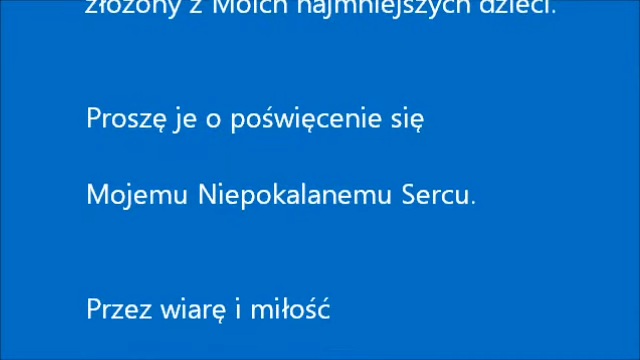 złożony z Moich najmniejszych dzieci.
Proszę je o poświęcenie się
Mojemu Niepokalanemu Sercu.
Przez wiarę i miłość